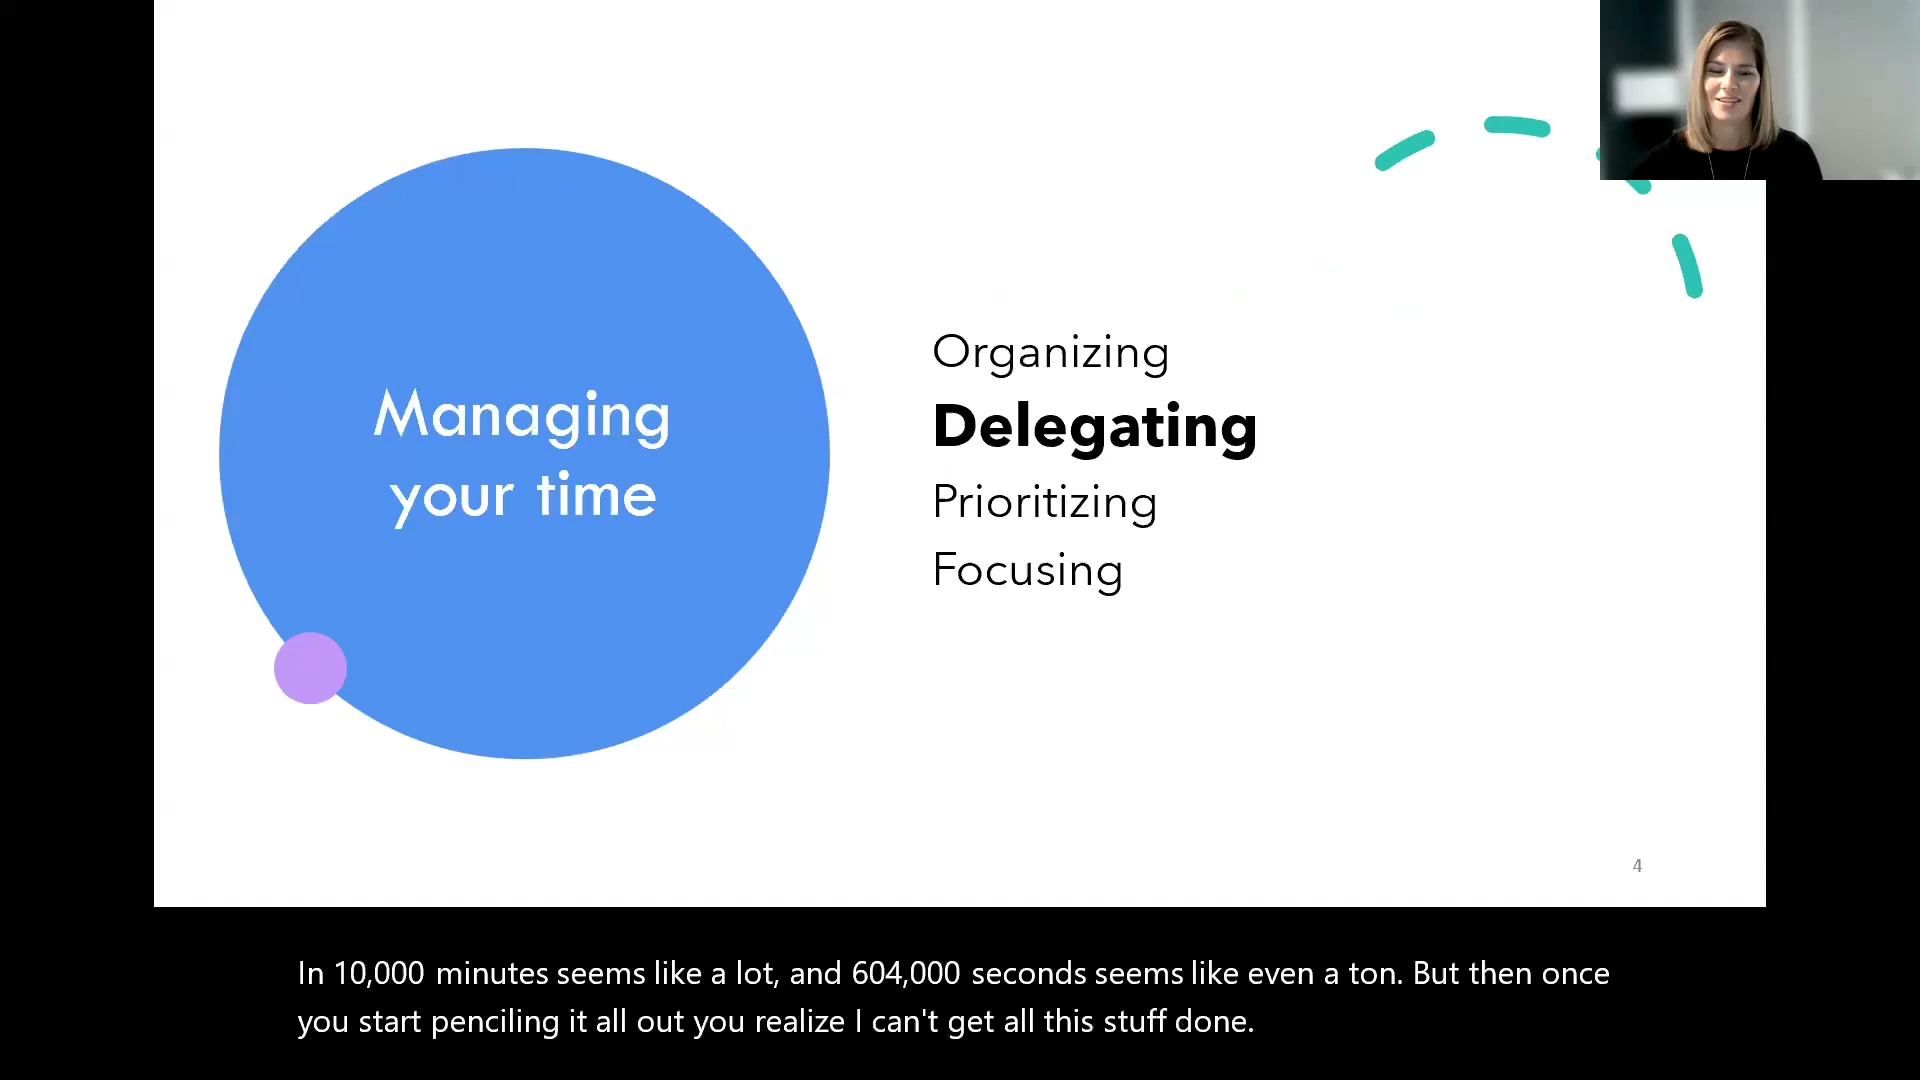 Managing
your time
Organizing
Delegating
Prioritizing
Focusing
4
In 10,000 minutes seems like a lot, and 604,000 seconds seems like even a ton. But then once
you start penciling it all out you realize I can't get all this stuff done.